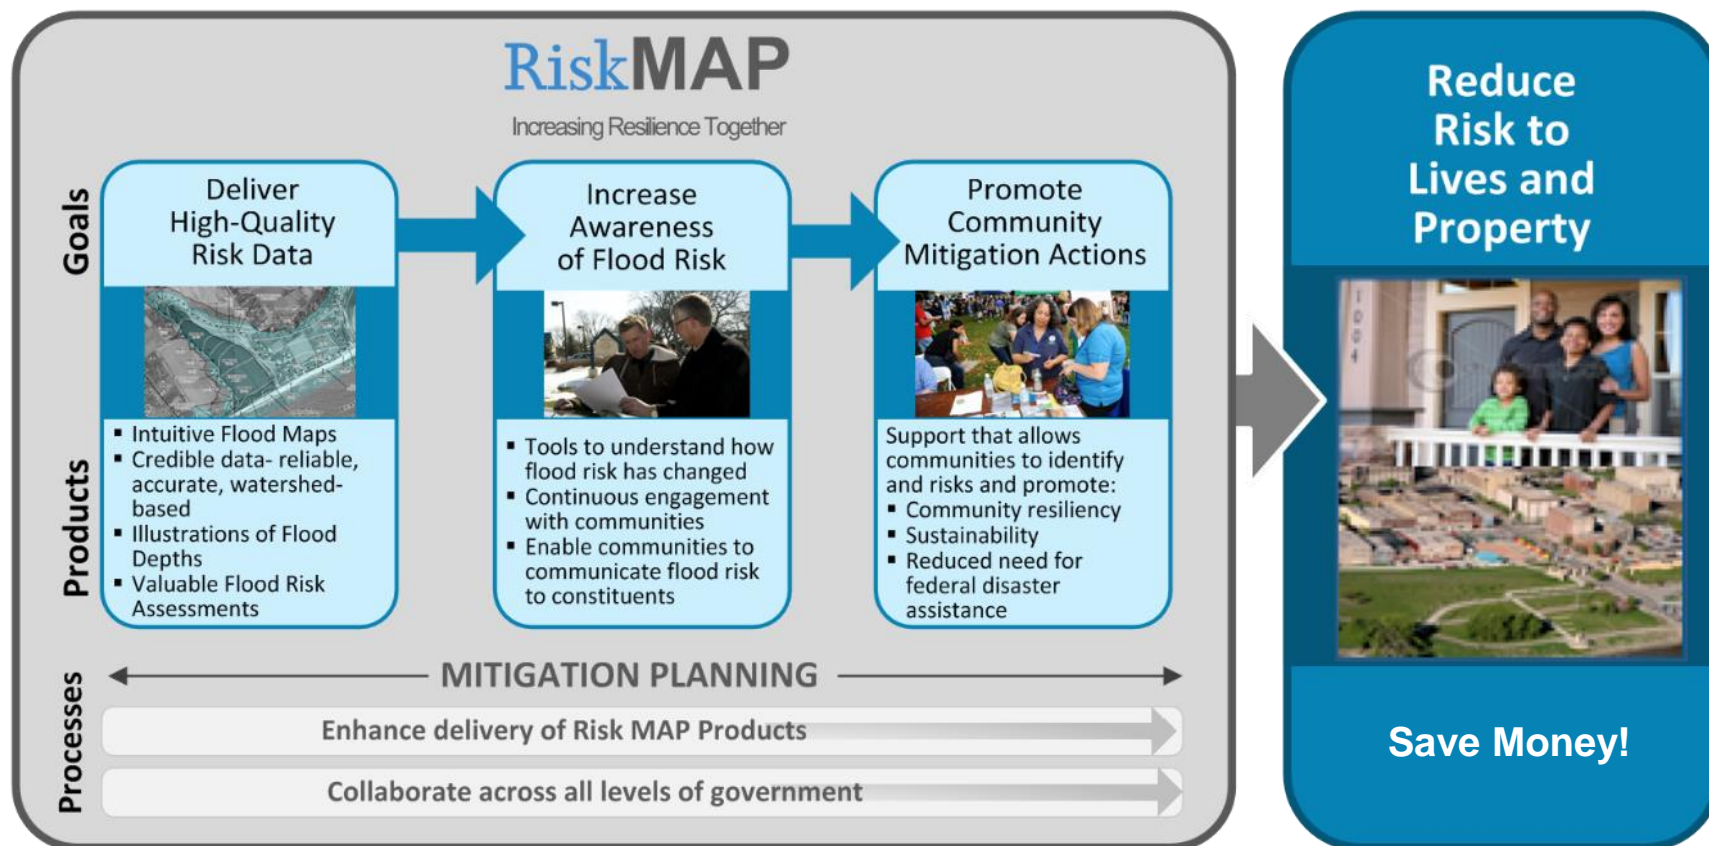 RiskMAP
Increasing Resilience Together
Goals
Deliver
High-Quality
Risk Data
Increase
Awareness
of Flood Risk
Promote
Community
Mitigation Actions
Products
▪ Intuitive Flood Maps
▪ Credible data- reliable,
accurate, watershed-
based
▪ Illustrations of Flood
Depths
▪ Valuable Flood Risk
Assessments
▪ Tools to understand how
flood risk has changed
▪ Continuous engagement
with communities
▪ Enable communities to
communicate flood risk
to constituents
Support that allows
communities to identify
and risks and promote:
▪ Community resiliency
▪ Sustainability
▪ Reduced need for
federal disaster
assistance
Processes
MITIGATION PLANNING
Enhance delivery of Risk MAP Products
Collaborate across all levels of government
Reduce
Risk to
Lives and
Property
1004
Save Money!